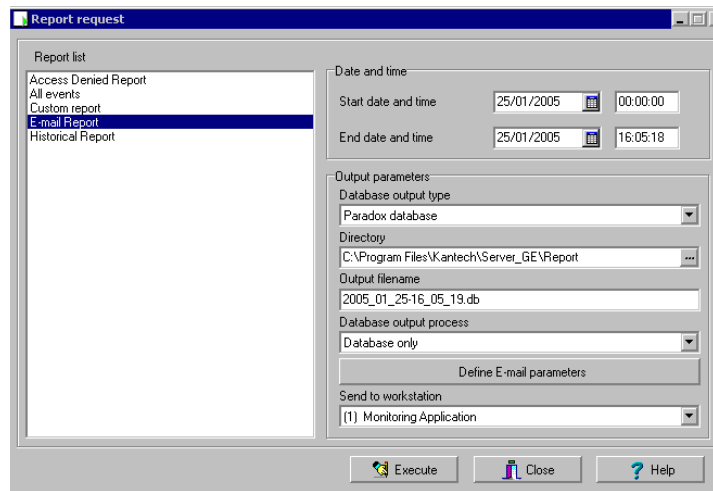 Report request
Report list
Access Denied Report
All events
Custom report
E-mail Report
Historical Report
Date and time
Start date and time 25/01/2005 00:00:00
End date and time 25/01/2005 16:05:18
Output parameters
Database output type
Paradox database
Directory
C:\Program Files\Kantech\Server_GE\Report ...
Output filename
2005_01_25-16_05_19.db
Database output process
Database only
Define E-mail parameters
Send to workstation
(1) Monitoring Application
Execute Close ? Help